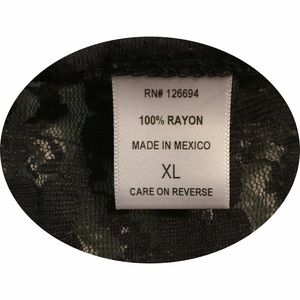 RN# 126694
100% RAYON
MADE IN MEXICO
XL
CARE ON REVERSE